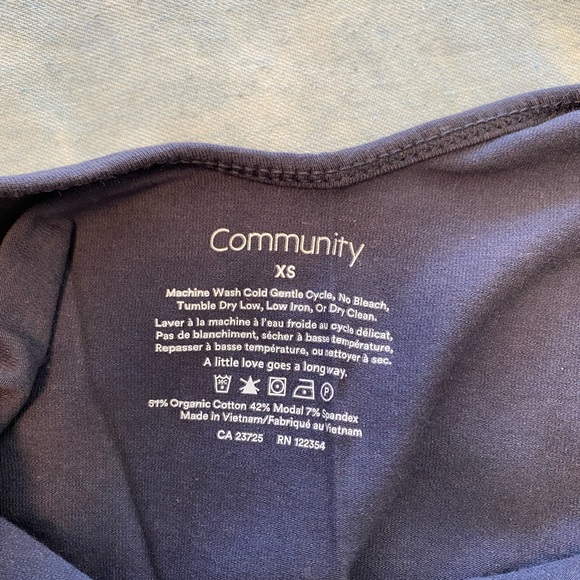 Community
XS
Machine Wash Cold Gentle Cycle, No Bleach,
Tumble Dry Low, Low Iron, Or Dry Clean.
Laver à la machine à l'eau froide au cycle délicat,
Pas de blanchiment, sécher à basse température,
Repasser à basse température, ou nettoyer à sec.
A little love goes a longway.
P
51% Organic Cotton 42% Modal 7% Spandex
Made in Vietnam/Fabriqué au Vietnam
CA 23725 RN 122354